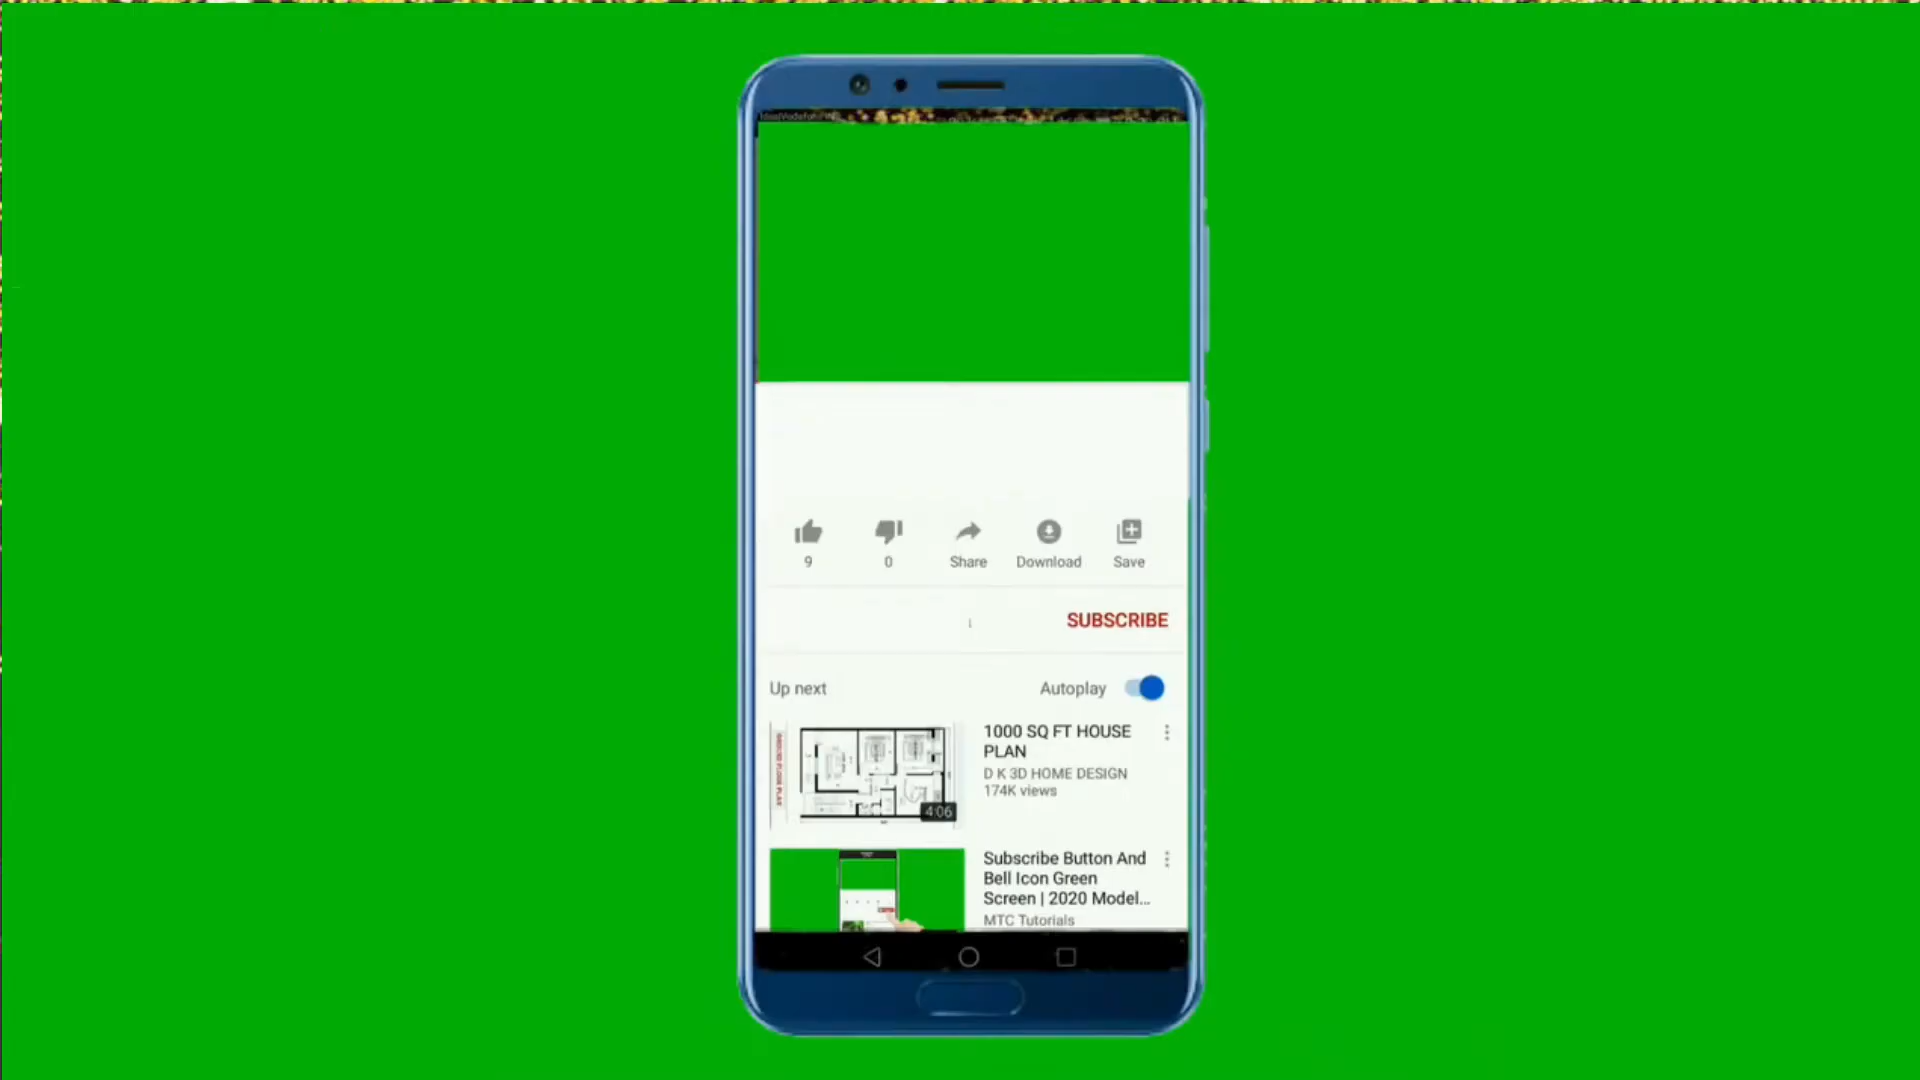 9
0
Share
Download
Save
SUBSCRIBE
Up next
Autoplay
1000 SQ FT HOUSE
PLAN
D K 3D HOME DESIGN
174K views
4:06
Subscribe Button And
Bell Icon Green
Screen | 2020 Model...
MTC Tutorials